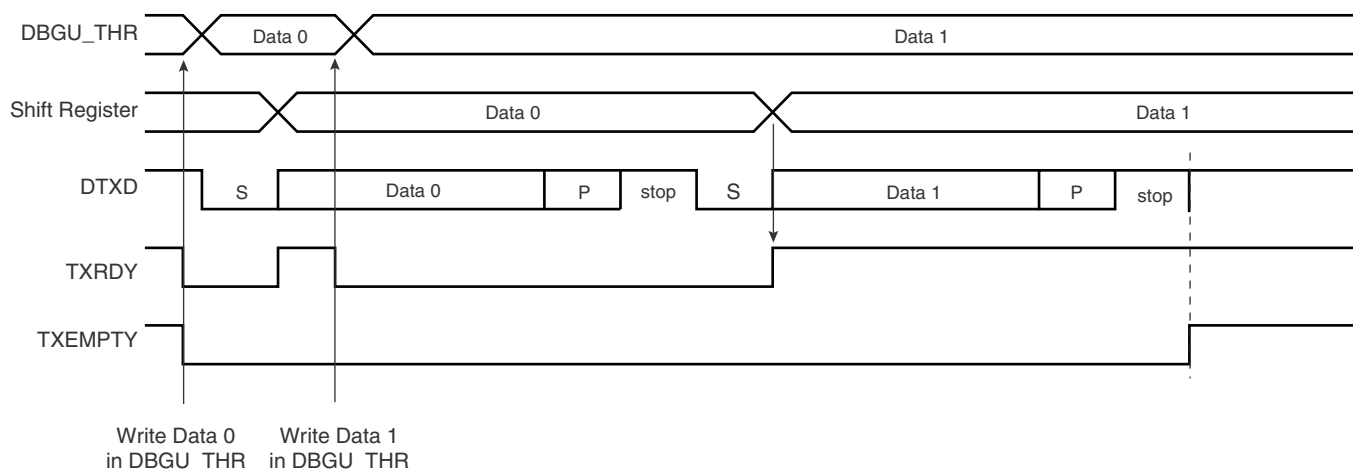 DBGU_THR
Data 0
Data 1
Shift Register
Data 0
Data 1
DTXD
S
Data 0
P
stop
S
Data 1
P
stop
TXRDY
TXEMPTY
Write Data 0
in DBGU_THR
Write Data 1
in DBGU_THR